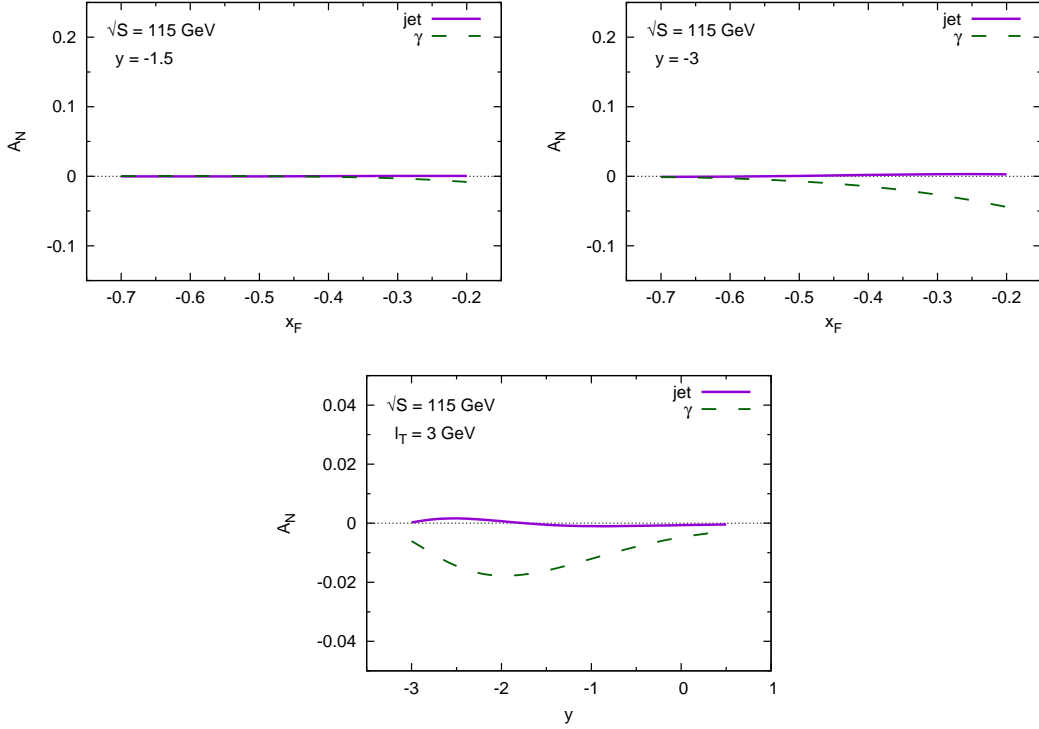 √S = 115 GeV
y = -1.5
jet
γ
0.2
0.1
0
-0.1
A_N
-0.7 -0.6 -0.5 -0.4 -0.3 -0.2
x_F
√S = 115 GeV
y = -3
jet
γ
0.2
0.1
0
-0.1
A_N
-0.7 -0.6 -0.5 -0.4 -0.3 -0.2
x_F
√S = 115 GeV
l_T = 3 GeV
jet
γ
0.04
0.02
0
-0.02
-0.04
A_N
-3 -2 -1 0 1
y